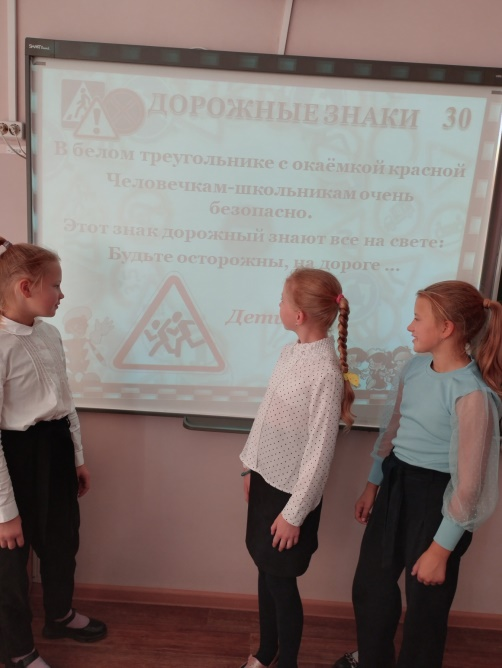 SMART
ДОРОЖНЫЕ ЗНАКИ 30
В белом треугольнике с окаёмкой красной
Человечкам-школьникам очень
безопасно.
Этот знак дорожный знают все на свете:
Будьте осторожны, на дороге ...
Дети